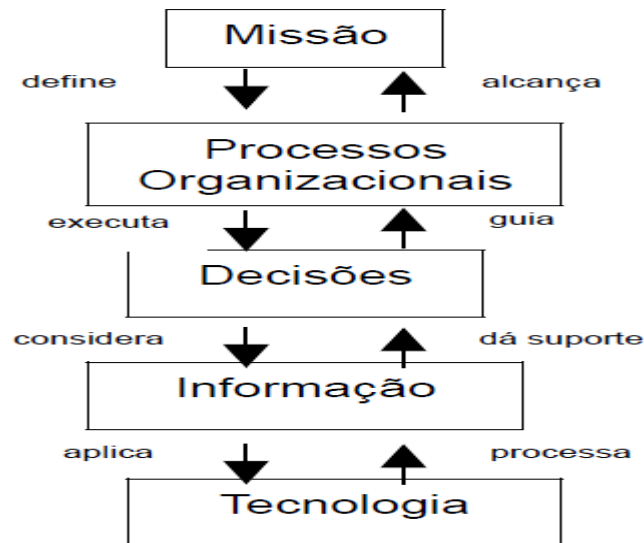 Missão
define
alcança
Processos
Organizacionais
executa
guia
Decisões
considera
dá suporte
Informação
aplica
processa
Tecnologia